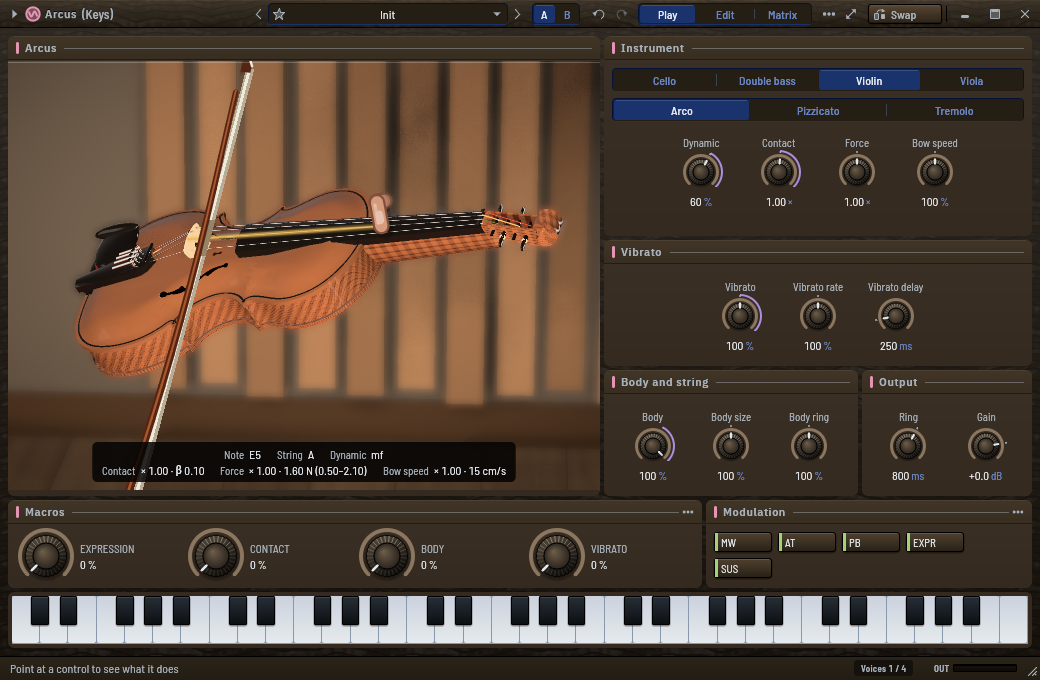 Arcus (Keys)
Init
A B
Play Edit Matrix
Swap
Arcus
Note E5 String A Dynamic mf
Contact × 1.00 · β 0.10 Force × 1.00 · 1.60 N (0.50–2.10) Bow speed × 1.00 · 15 cm/s
Instrument
Cello Double bass Violin Viola
Arco Pizzicato Tremolo
Dynamic Contact Force Bow speed
60 % 1.00 × 1.00 × 100 %
Vibrato
Vibrato Vibrato rate Vibrato delay
100 % 100 % 250 ms
Body and string
Body Body size Body ring
100 % 100 % 100 %
Output
Ring Gain
800 ms +0.0 dB
Macros
EXPRESSION
0 %
CONTACT
0 %
BODY
0 %
VIBRATO
0 %
Modulation
MW AT PB EXPR
SUS
Point at a control to see what it does
Voices 1 / 4 OUT